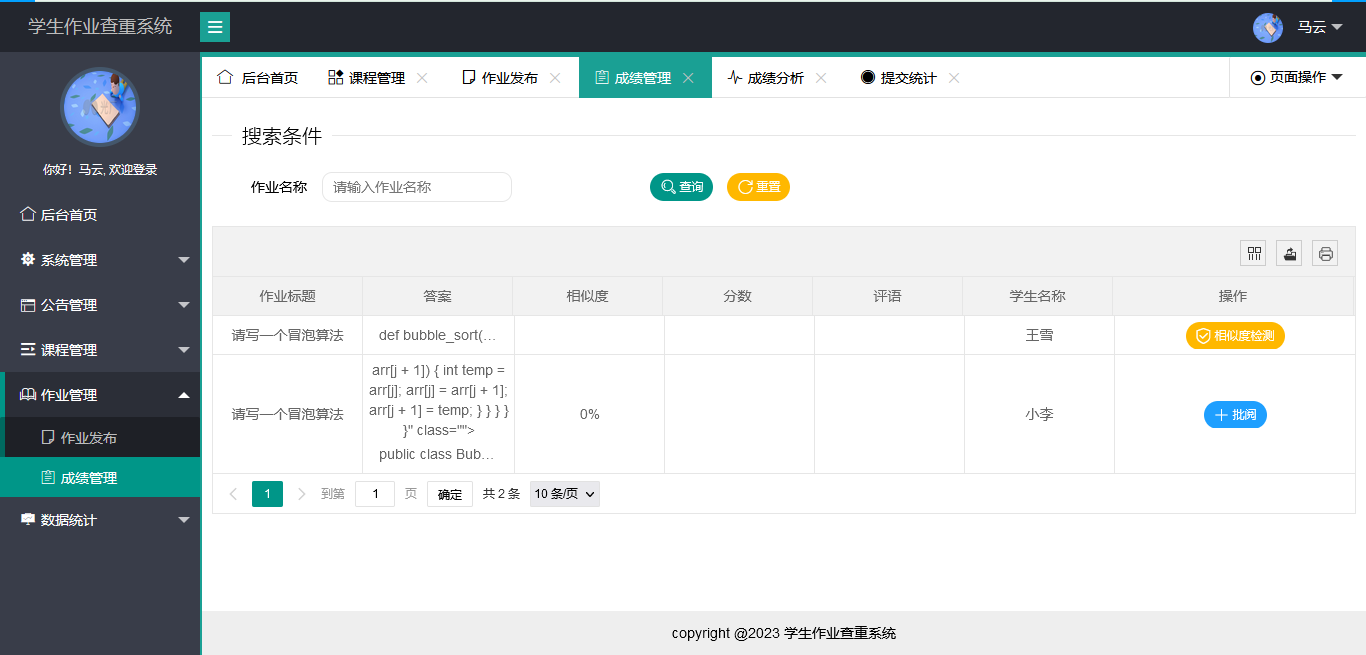 学生作业查重系统
马云
你好！马云, 欢迎登录
后台首页
系统管理
公告管理
课程管理
作业管理
作业发布
成绩管理
数据统计
后台首页 课程管理 作业发布 成绩管理 成绩分析 提交统计 页面操作
搜索条件
作业名称 请输入作业名称 查询 重置
作业标题 答案 相似度 分数 评语 学生名称 操作
请写一个冒泡算法 def bubble_sort(... 王雪 相似度检测
arr[j + 1]) { int temp =
arr[j]; arr[j] = arr[j + 1];
arr[j + 1] = temp; } } } }
}" class="">
请写一个冒泡算法 public class Bub... 0% 小李 批阅
1 到第 1 页 确定 共 2 条 10 条/页
copyright @2023 学生作业查重系统